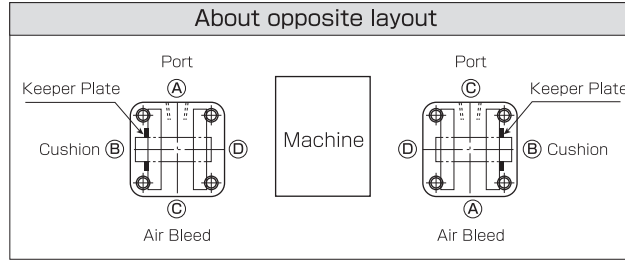 About opposite layout
Port
Port
Keeper Plate
Ⓐ
Ⓒ
Keeper Plate
Cushion Ⓑ
Ⓓ
Machine
Ⓓ
Ⓑ Cushion
Ⓒ
Ⓐ
Air Bleed
Air Bleed